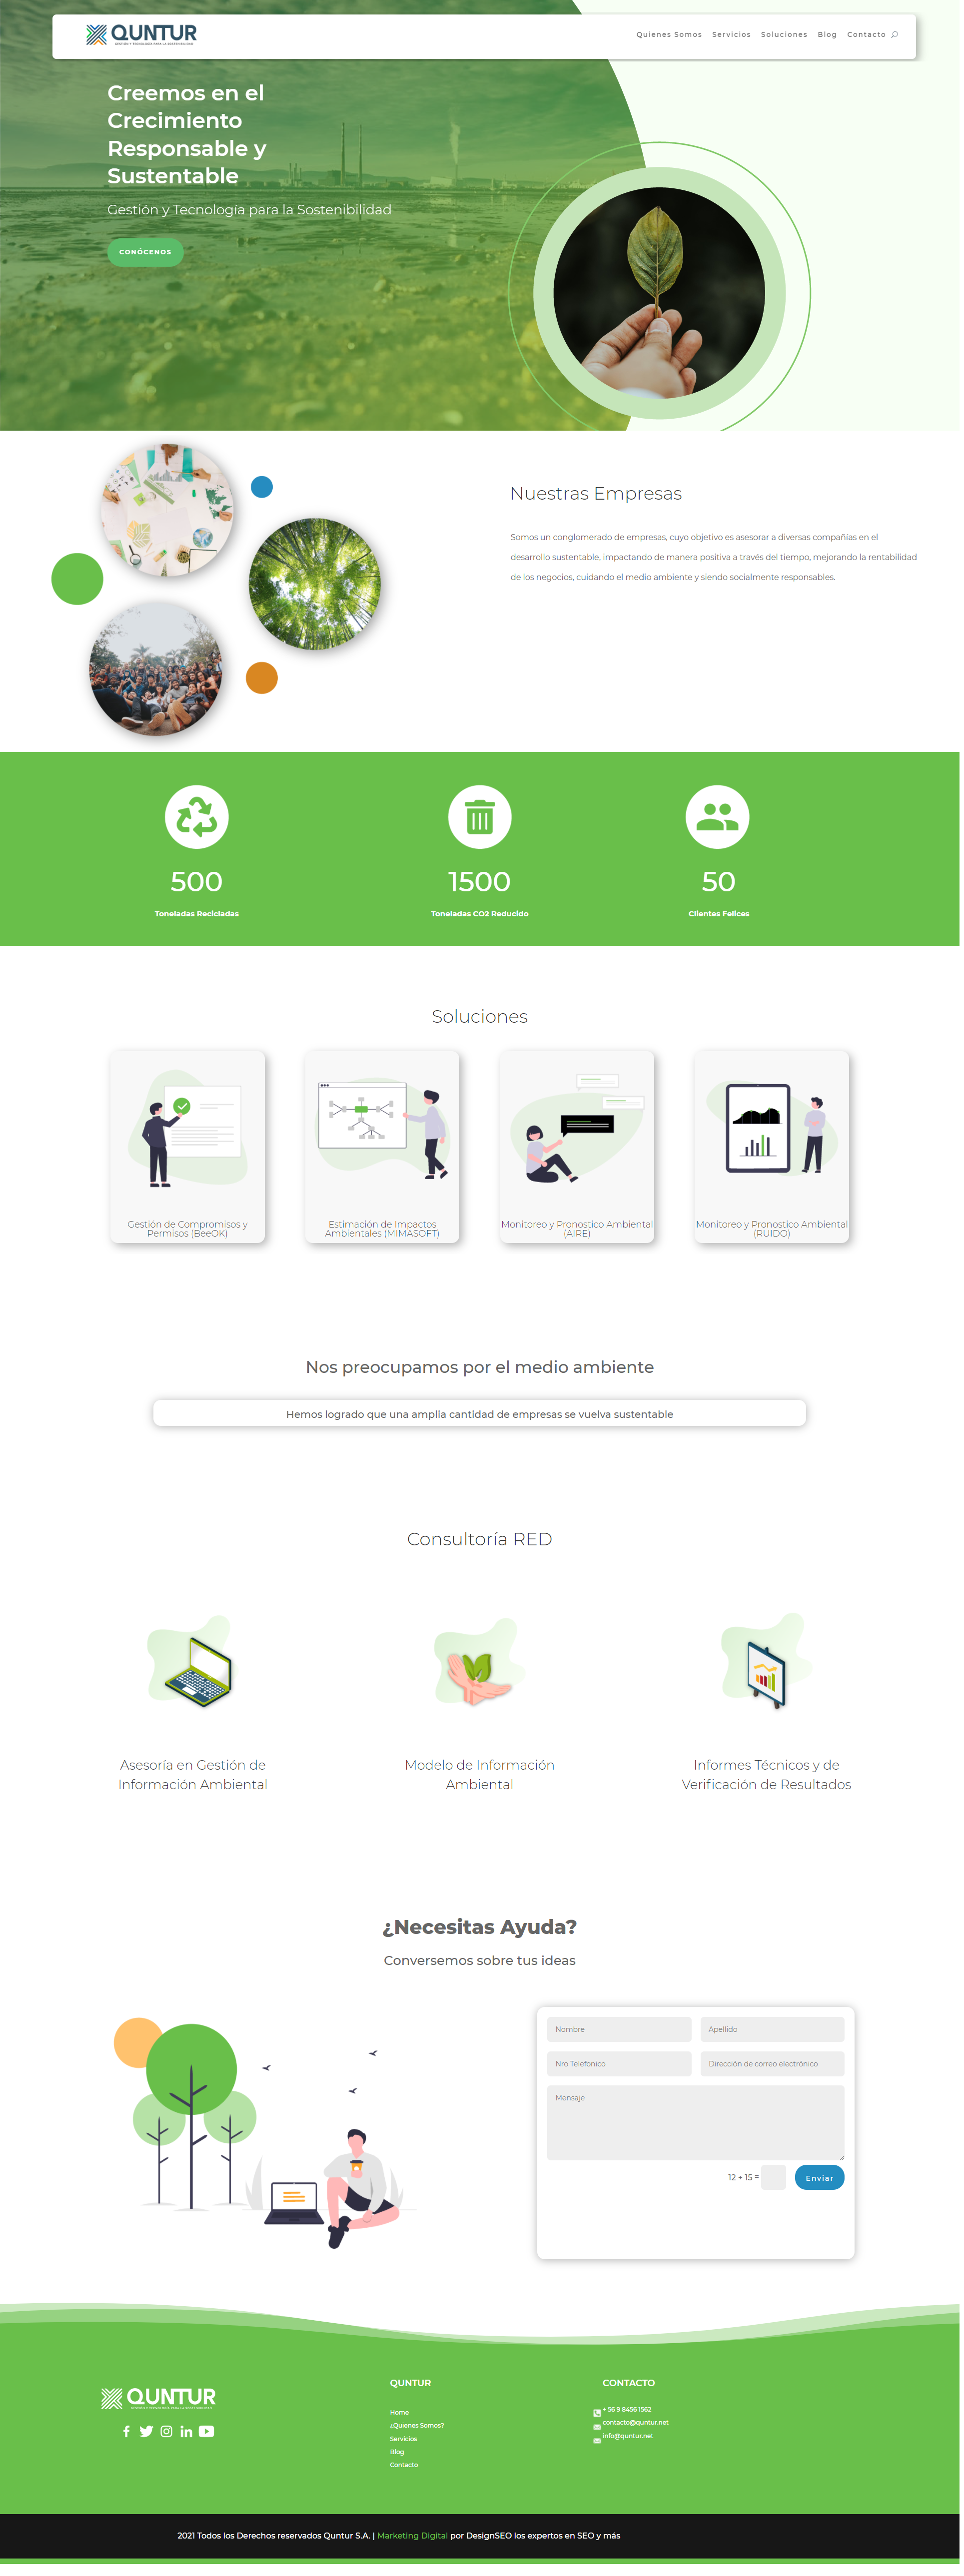 QUNTUR
GESTIÓN Y TECNOLOGÍA PARA LA SOSTENIBILIDAD
Quienes Somos Servicios Soluciones Blog Contacto
Creemos en el
Crecimiento
Responsable y
Sustentable
Gestión y Tecnología para la Sostenibilidad
CONÓCENOS
Nuestras Empresas
Somos un conglomerado de empresas, cuyo objetivo es asesorar a diversas compañías en el
desarrollo sustentable, impactando de manera positiva a través del tiempo, mejorando la rentabilidad
de los negocios, cuidando el medio ambiente y siendo socialmente responsables.
500
Toneladas Recicladas
1500
Toneladas CO2 Reducido
50
Clientes Felices
Soluciones
Gestión de Compromisos y
Permisos (BeeOK)
Estimación de Impactos
Ambientales (MIMASOFT)
Monitoreo y Pronostico Ambiental
(AIRE)
Monitoreo y Pronostico Ambiental
(RUIDO)
Nos preocupamos por el medio ambiente
Hemos logrado que una amplia cantidad de empresas se vuelva sustentable
Consultoría RED
Asesoría en Gestión de
Información Ambiental
Modelo de Información
Ambiental
Informes Técnicos y de
Verificación de Resultados
¿Necesitas Ayuda?
Conversemos sobre tus ideas
Nombre
Apellido
Nro Telefonico
Dirección de correo electrónico
Mensaje
12 + 15 =
Enviar
QUNTUR
GESTIÓN Y TECNOLOGÍA PARA LA SOSTENIBILIDAD
QUNTUR
Home
¿Quienes Somos?
Servicios
Blog
Contacto
CONTACTO
+ 56 9 8456 1562
contacto@quntur.net
info@quntur.net
2021 Todos los Derechos reservados Quntur S.A. | Marketing Digital por DesignSEO los expertos en SEO y más